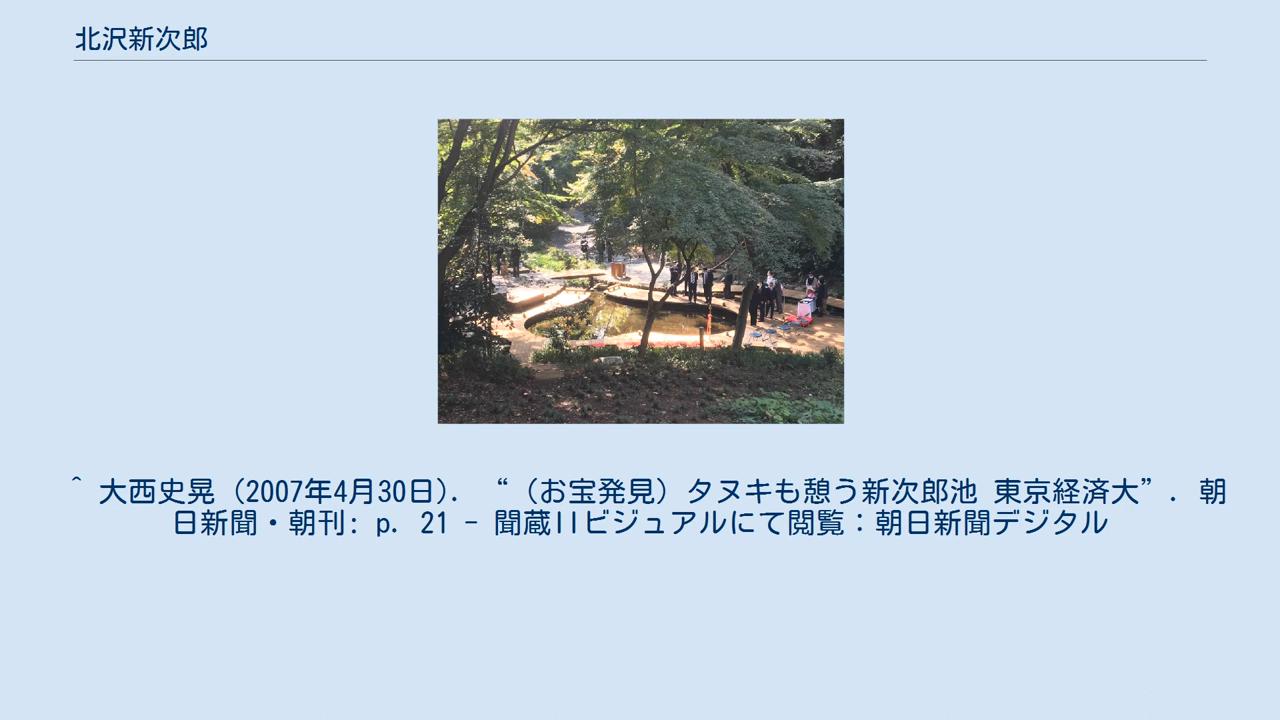 北沢新次郎
^ 大西史晃（2007年4月30日）． “（お宝発見）タヌキも憩う新次郎池 東京経済大”．朝
日新聞・朝刊: p. 21 - 聞蔵IIビジュアルにて閲覧：朝日新聞デジタル